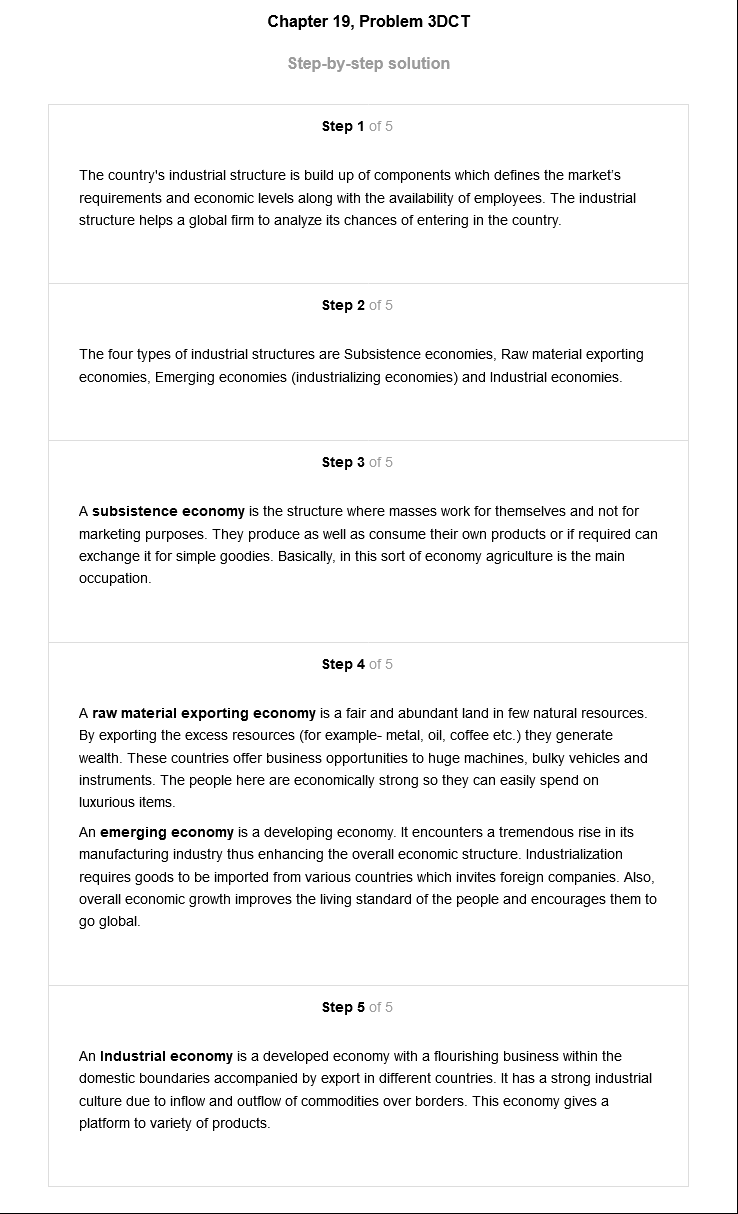 Chapter 19, Problem 3DCT
Step-by-step solution
Step 1 of 5
The country's industrial structure is build up of components which defines the market's
requirements and economic levels along with the availability of employees. The industrial
structure helps a global firm to analyze its chances of entering in the country.
Step 2 of 5
The four types of industrial structures are Subsistence economies, Raw material exporting
economies, Emerging economies (industrializing economies) and Industrial economies.
Step 3 of 5
A subsistence economy is the structure where masses work for themselves and not for
marketing purposes. They produce as well as consume their own products or if required can
exchange it for simple goodies. Basically, in this sort of economy agriculture is the main
occupation.
Step 4 of 5
A raw material exporting economy is a fair and abundant land in few natural resources.
By exporting the excess resources (for example- metal, oil, coffee etc.) they generate
wealth. These countries offer business opportunities to huge machines, bulky vehicles and
instruments. The people here are economically strong so they can easily spend on
luxurious items.
An emerging economy is a developing economy. It encounters a tremendous rise in its
manufacturing industry thus enhancing the overall economic structure. Industrialization
requires goods to be imported from various countries which invites foreign companies. Also,
overall economic growth improves the living standard of the people and encourages them to
go global.
Step 5 of 5
An Industrial economy is a developed economy with a flourishing business within the
domestic boundaries accompanied by export in different countries. It has a strong industrial
culture due to inflow and outflow of commodities over borders. This economy gives a
platform to variety of products.